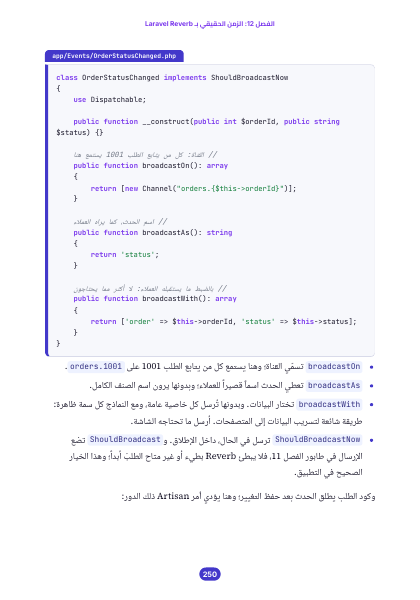 الفصل 12: الزمن الحقيقي بـ Laravel Reverb
app/Events/OrderStatusChanged.php
class OrderStatusChanged implements ShouldBroadcastNow
{
use Dispatchable;
public function __construct(public int $orderId, public string
$status) {}
// القناة: كل من يتابع الطلب 1001 يستمع هنا
public function broadcastOn(): array
{
return [new Channel("orders.{$this->orderId}")];
}
// اسم الحدث، كما يراه العملاء
public function broadcastAs(): string
{
return 'status';
}
// بالضبط ما يستقبله العملاء: لا أكثر مما يحتاجون
public function broadcastWith(): array
{
return ['order' => $this->orderId, 'status' => $this->status];
}
}
• broadcastOn تسمّي القناة؛ وهنا يستمع كل من يتابع الطلب 1001 على orders.1001.
• broadcastAs تعطي الحدث اسماً قصيراً للعملاء؛ وبدونها يرون اسم الصنف الكامل.
• broadcastWith تختار البيانات. وبدونها تُرسل كل خاصية عامة، ومع النماذج كل سمة ظاهرة:
طريقة شائعة لتسريب البيانات إلى المتصفحات. أرسل ما تحتاجه الشاشة.
• ShouldBroadcastNow ترسل في الحال، داخل الإطلاق. و ShouldBroadcast تضع
الإرسال في طابور الفصل 11، فلا يبطئ Reverb بطيء أو غير متاح الطلبَ أبداً؛ وهذا الخيار
الصحيح في التطبيق.
وكود الطلب يطلق الحدث بعد حفظ التغيير؛ وهنا يؤدي أمر Artisan ذلك الدور:
250